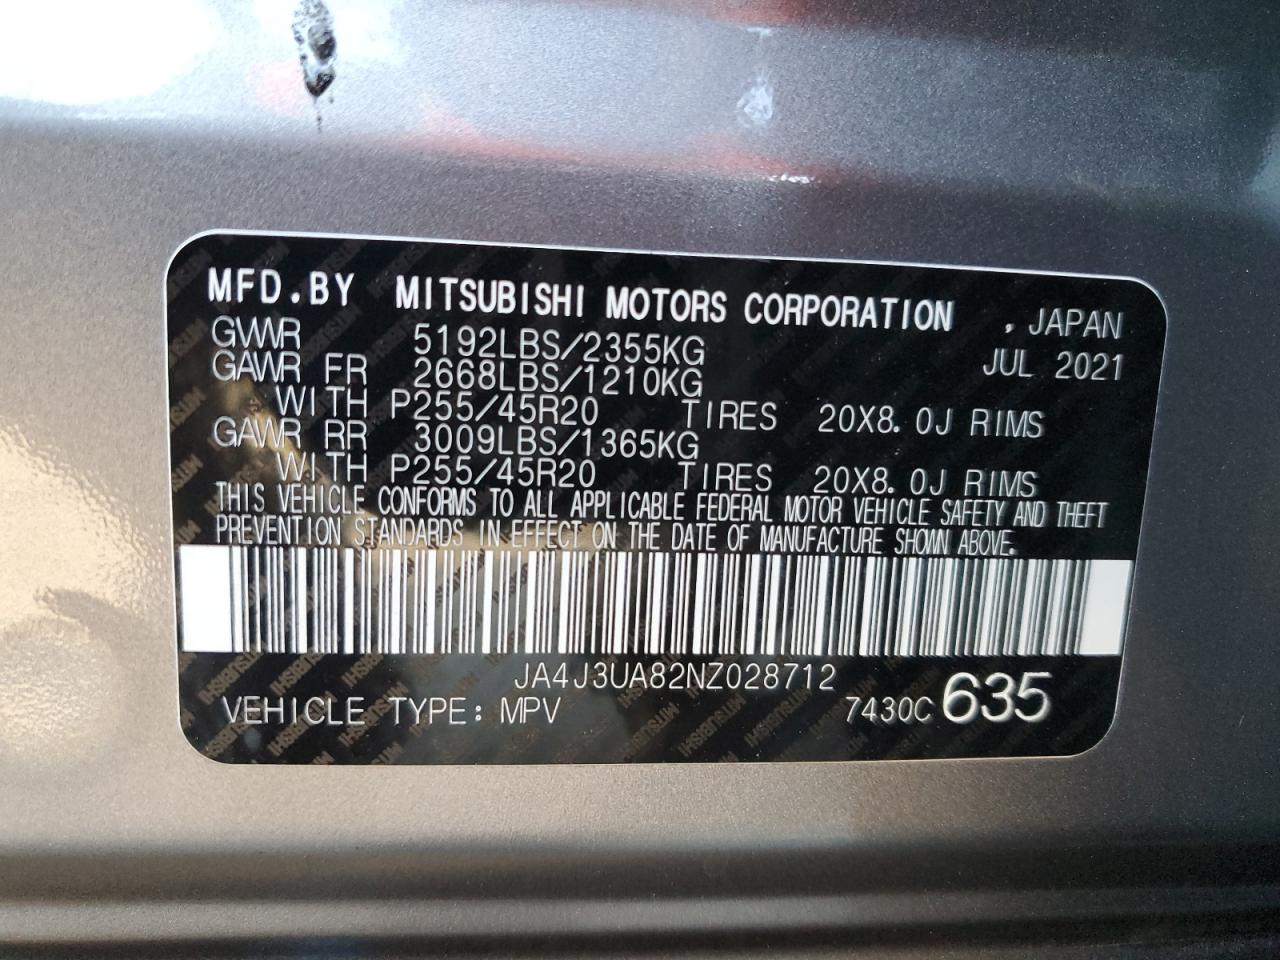 MFD.BY MITSUBISHI MOTORS CORPORATION , JAPAN
GVWR 5192LBS/2355KG JUL 2021
GAWR FR 2668LBS/1210KG
WITH P255/45R20 TIRES 20X8.0J RIMS
GAWR RR 3009LBS/1365KG
WITH P255/45R20 TIRES 20X8.0J RIMS
THIS VEHICLE CONFORMS TO ALL APPLICABLE FEDERAL MOTOR VEHICLE SAFETY AND THEFT
PREVENTION STANDARDS IN EFFECT ON THE DATE OF MANUFACTURE SHOWN ABOVE.
JA4J3UA82NZ028712
VEHICLE TYPE: MPV 7430C 635